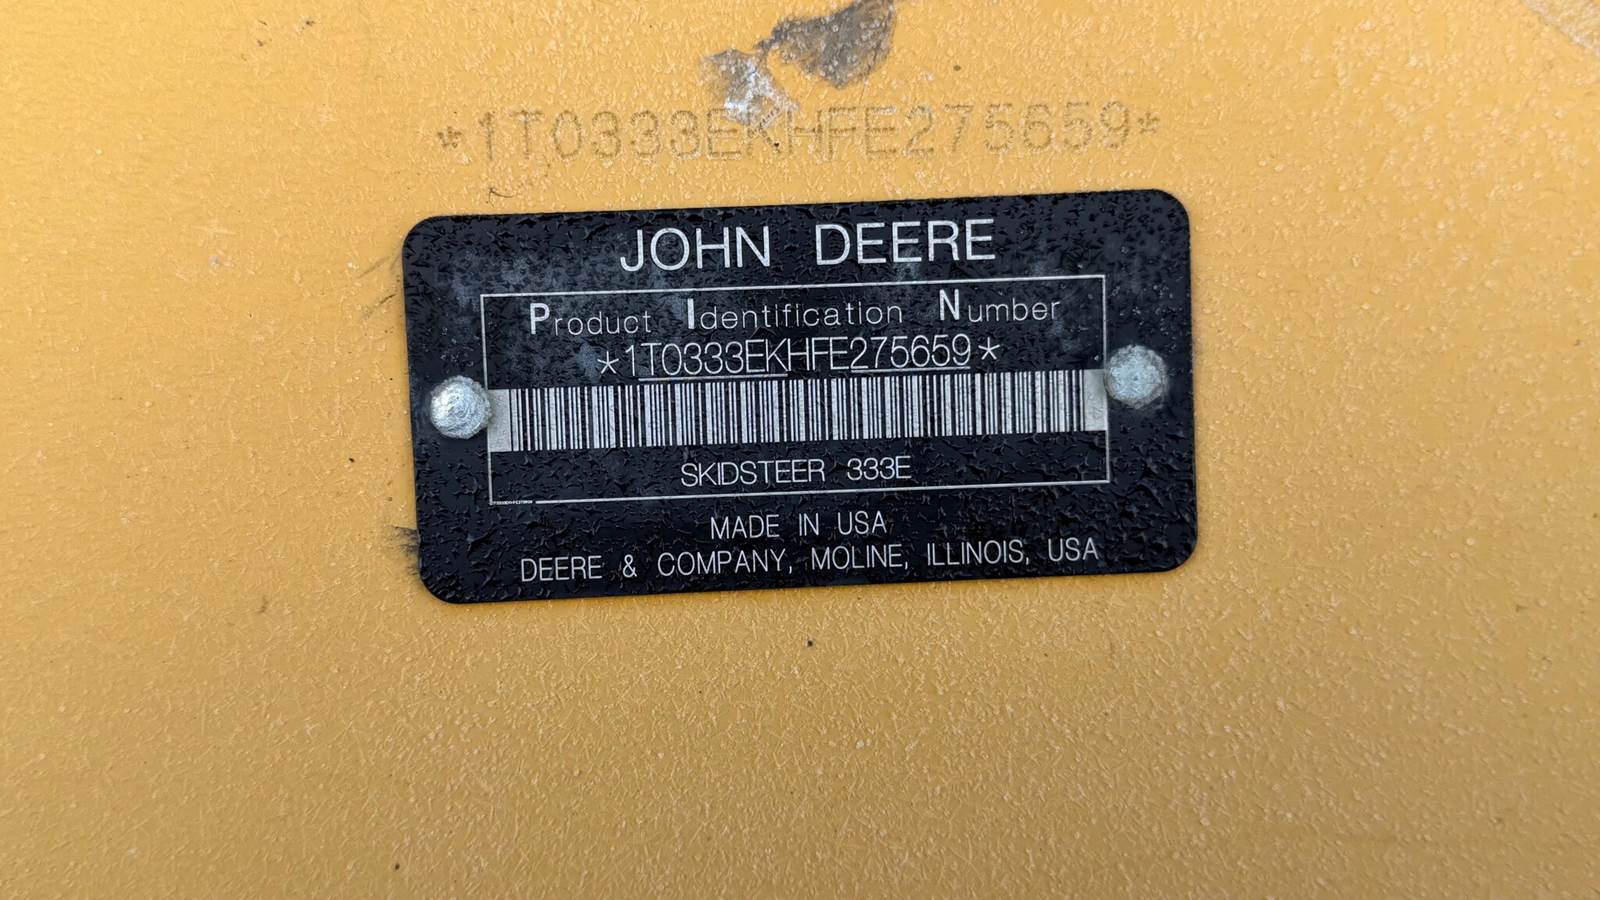 *1T0333EKHFE275659*
JOHN DEERE
Product Identification Number
*1T0333EKHFE275659*
SKIDSTEER 333E
MADE IN USA
DEERE & COMPANY, MOLINE, ILLINOIS, USA